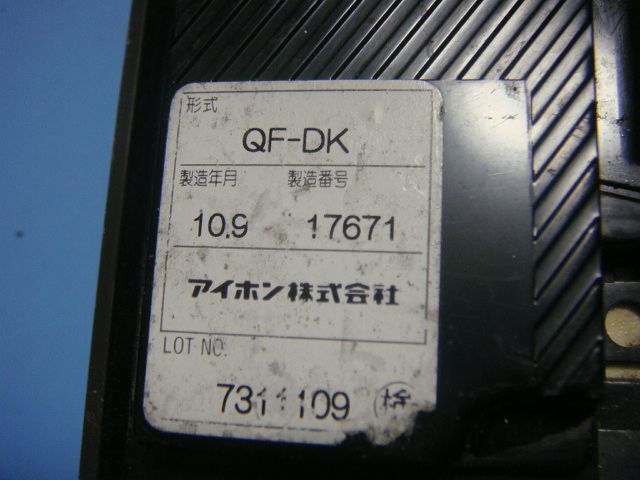 形式
QF-DK
製造年月 製造番号
10.9 17671
アイホン株式会社
LOT NO.
7311109 検